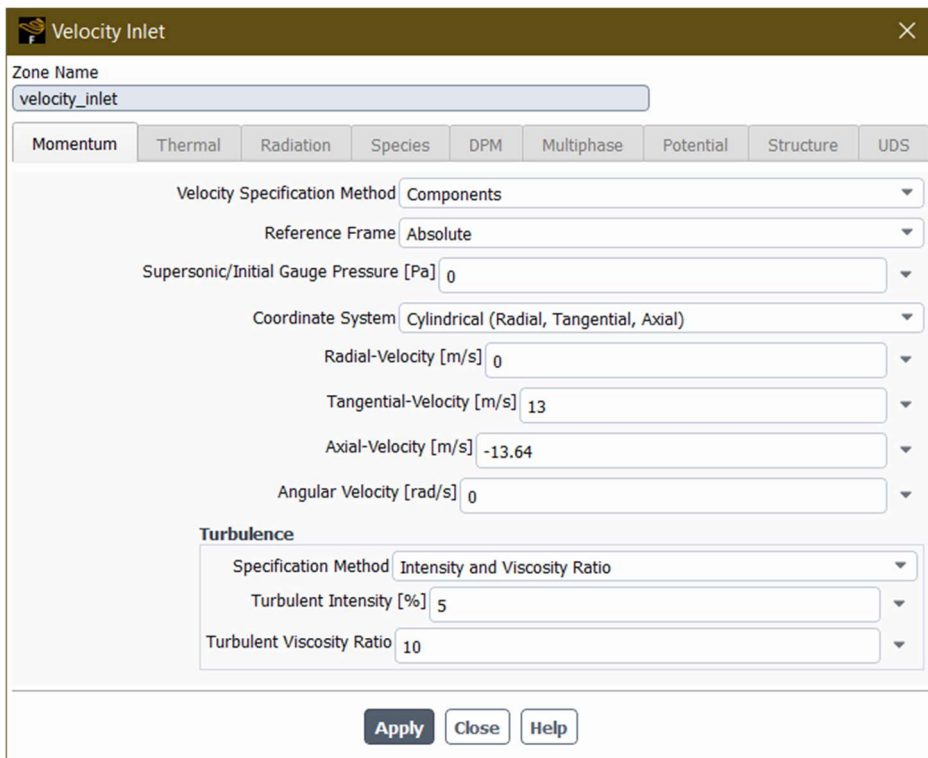 Velocity Inlet
Zone Name
velocity_inlet
Momentum Thermal Radiation Species DPM Multiphase Potential Structure UDS
Velocity Specification Method Components
Reference Frame Absolute
Supersonic/Initial Gauge Pressure [Pa] 0
Coordinate System Cylindrical (Radial, Tangential, Axial)
Radial-Velocity [m/s] 0
Tangential-Velocity [m/s] 13
Axial-Velocity [m/s] -13.64
Angular Velocity [rad/s] 0
Turbulence
Specification Method Intensity and Viscosity Ratio
Turbulent Intensity [%] 5
Turbulent Viscosity Ratio 10
Apply Close Help